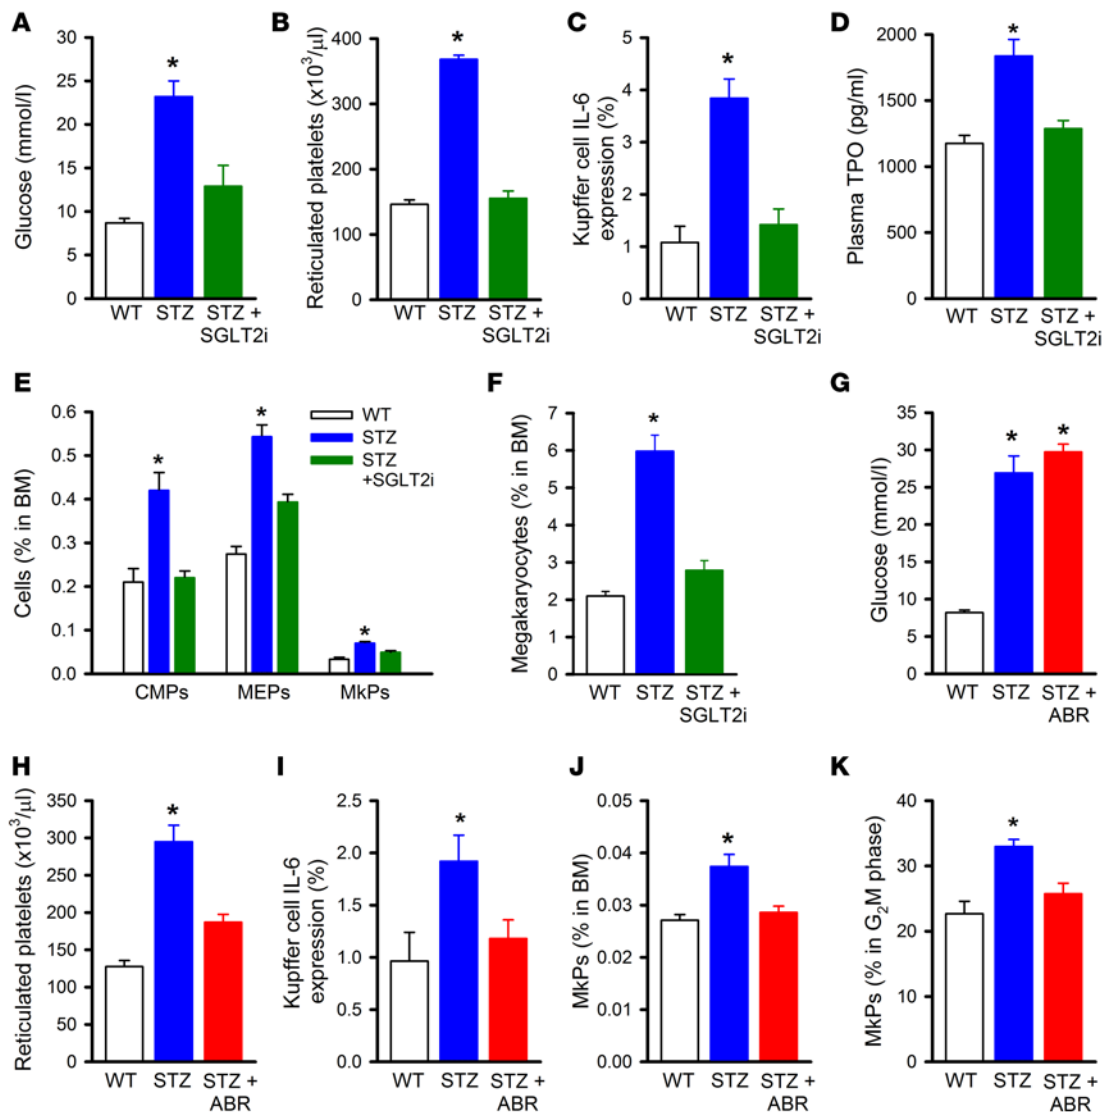 A
Glucose (mmol/l)
30
25
20
15
10
5
0
*
WT
STZ
STZ +
SGLT2i
B
Reticulated platelets (x10³/µl)
400
300
200
100
0
*
WT
STZ
STZ +
SGLT2i
C
Kupffer cell IL-6
expression (%)
5
4
3
2
1
0
*
WT
STZ
STZ +
SGLT2i
D
Plasma TPO (pg/ml)
2000
1500
1000
500
0
*
WT
STZ
STZ +
SGLT2i
E
Cells (% in BM)
0.6
0.5
0.4
0.3
0.2
0.1
0.0
*
*
*
CMPs
MEPs
MkPs
WT
STZ
STZ
+SGLT2i
F
Megakaryocytes (% in BM)
7
6
5
4
3
2
1
0
*
WT
STZ
STZ +
SGLT2i
G
Glucose (mmol/l)
35
30
25
20
15
10
5
0
*
*
WT
STZ
STZ +
ABR
H
Reticulated platelets (x10³/µl)
350
300
250
200
150
100
50
0
*
WT
STZ
STZ +
ABR
I
Kupffer cell IL-6
expression (%)
2.5
2.0
1.5
1.0
0.5
0.0
*
WT
STZ
STZ +
ABR
J
MkPs (% in BM)
0.05
0.04
0.03
0.02
0.01
0.00
*
WT
STZ
STZ +
ABR
K
MkPs (% in G₂M phase)
40
30
20
10
0
*
WT
STZ
STZ +
ABR